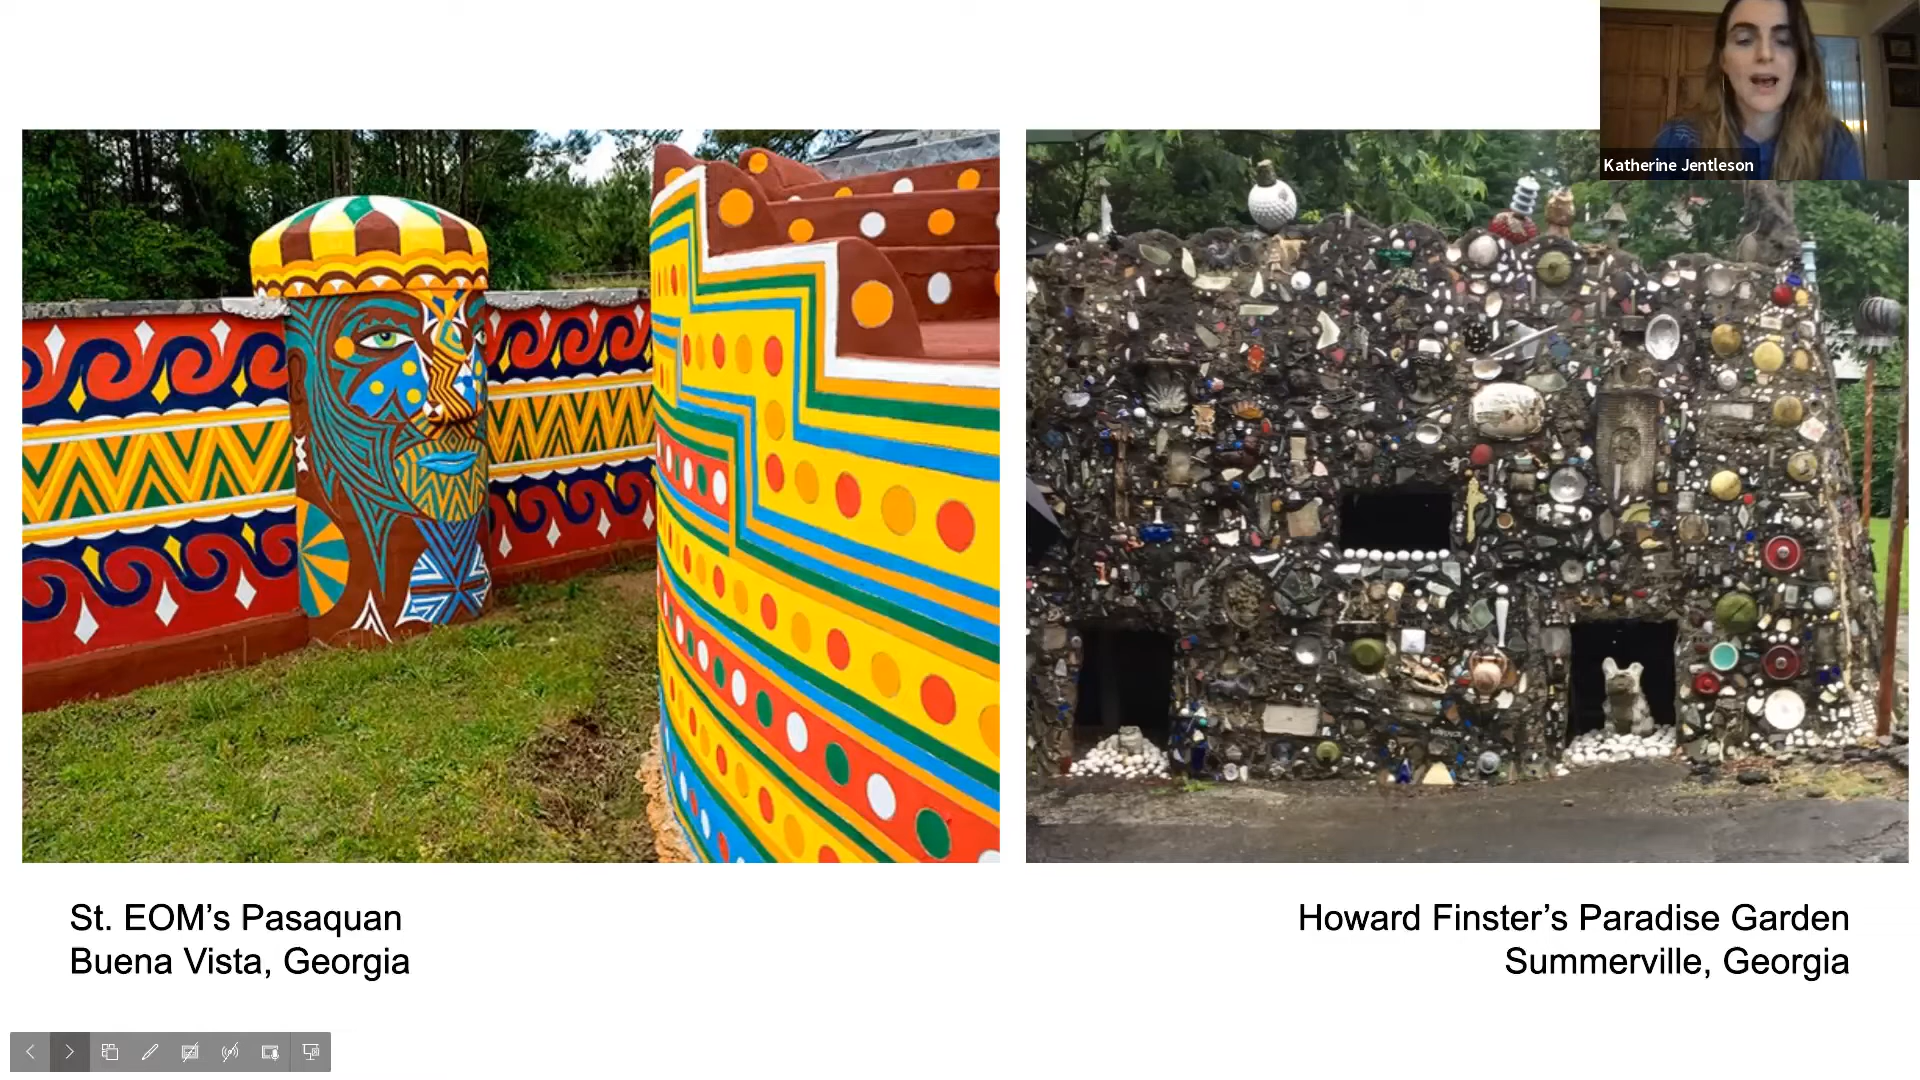 Katherine Jentleson
St. EOM’s Pasaquan
Buena Vista, Georgia
Howard Finster’s Paradise Garden
Summerville, Georgia